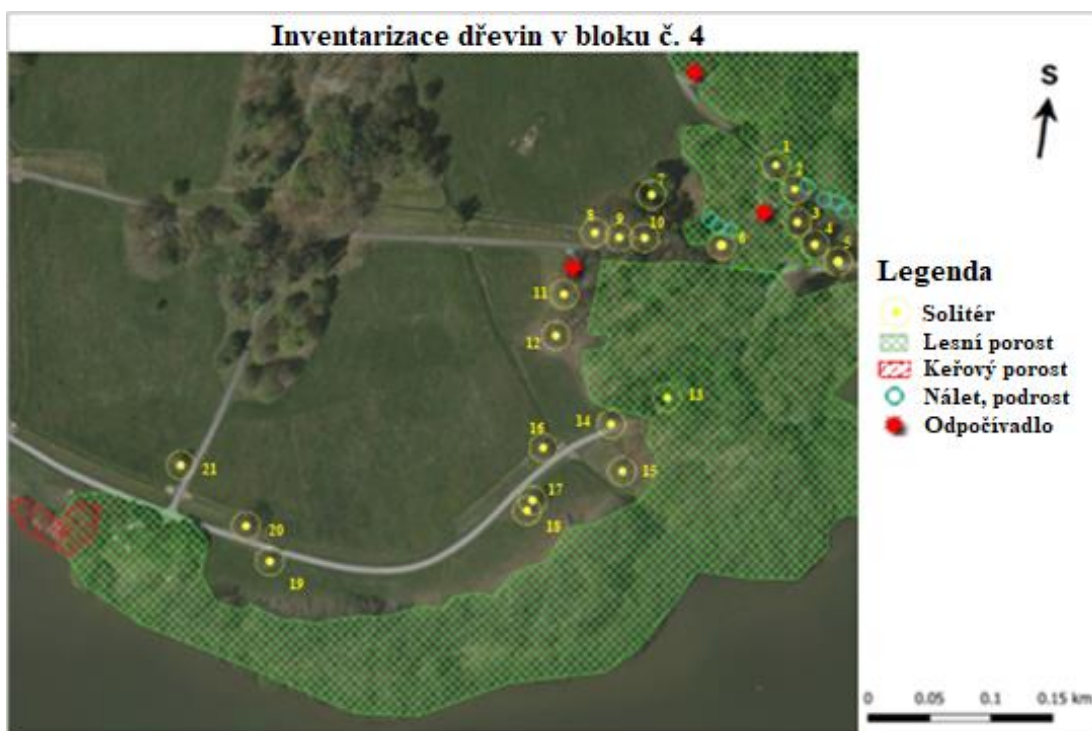 Inventarizace dřevin v bloku č. 4
S
1
2
3
4
5
6
7
8
9
10
11
12
13
14
15
16
17
18
19
20
21
Legenda
Solitér
Lesní porost
Keřový porost
Nálet, podrost
Odpočívadlo
0 0.05 0.1 0.15 km